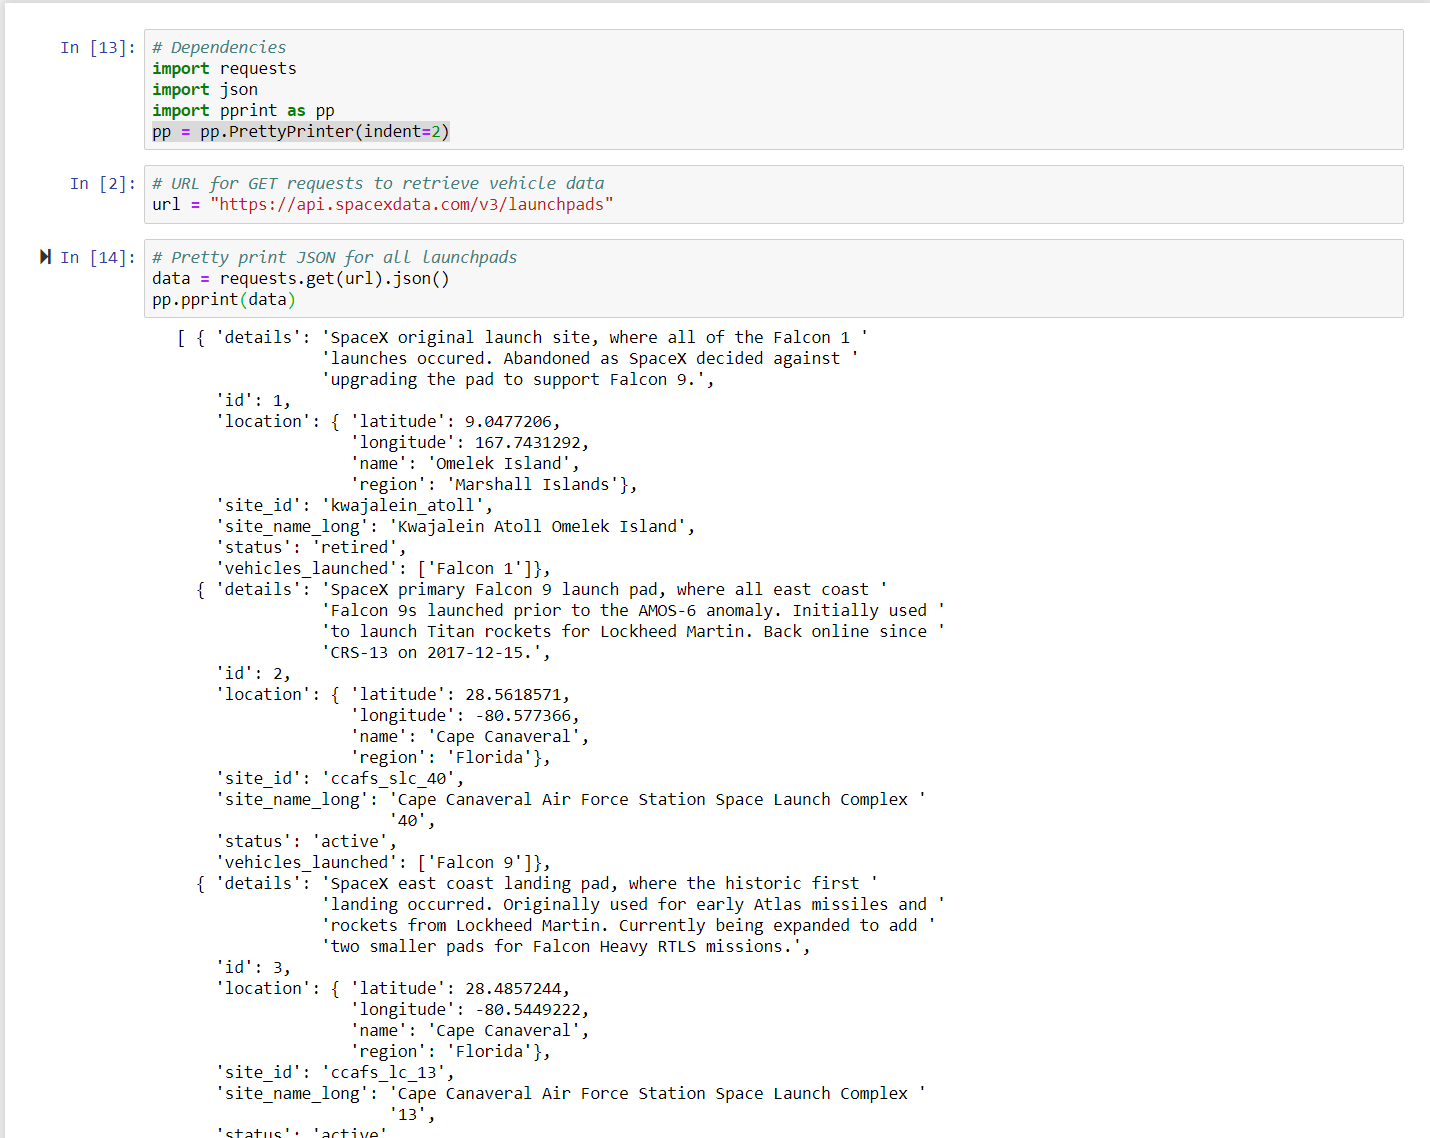 In [13]: # Dependencies
import requests
import json
import pprint as pp
pp = pp.PrettyPrinter(indent=2)
In [2]: # URL for GET requests to retrieve vehicle data
url = "https://api.spacexdata.com/v3/launchpads"
In [14]: # Pretty print JSON for all launchpads
data = requests.get(url).json()
pp.pprint(data)
[ { 'details': 'SpaceX original launch site, where all of the Falcon 1 '
'launches occured. Abandoned as SpaceX decided against '
'upgrading the pad to support Falcon 9.',
'id': 1,
'location': { 'latitude': 9.0477206,
'longitude': 167.7431292,
'name': 'Omelek Island',
'region': 'Marshall Islands'},
'site_id': 'kwajalein_atoll',
'site_name_long': 'Kwajalein Atoll Omelek Island',
'status': 'retired',
'vehicles_launched': ['Falcon 1']},
{ 'details': 'SpaceX primary Falcon 9 launch pad, where all east coast '
'Falcon 9s launched prior to the AMOS-6 anomaly. Initially used '
'to launch Titan rockets for Lockheed Martin. Back online since '
'CRS-13 on 2017-12-15.',
'id': 2,
'location': { 'latitude': 28.5618571,
'longitude': -80.577366,
'name': 'Cape Canaveral',
'region': 'Florida'},
'site_id': 'ccafs_slc_40',
'site_name_long': 'Cape Canaveral Air Force Station Space Launch Complex '
'40',
'status': 'active',
'vehicles_launched': ['Falcon 9']},
{ 'details': 'SpaceX east coast landing pad, where the historic first '
'landing occurred. Originally used for early Atlas missiles and '
'rockets from Lockheed Martin. Currently being expanded to add '
'two smaller pads for Falcon Heavy RTLS missions.',
'id': 3,
'location': { 'latitude': 28.4857244,
'longitude': -80.5449222,
'name': 'Cape Canaveral',
'region': 'Florida'},
'site_id': 'ccafs_lc_13',
'site_name_long': 'Cape Canaveral Air Force Station Space Launch Complex '
'13',
'status': 'active'